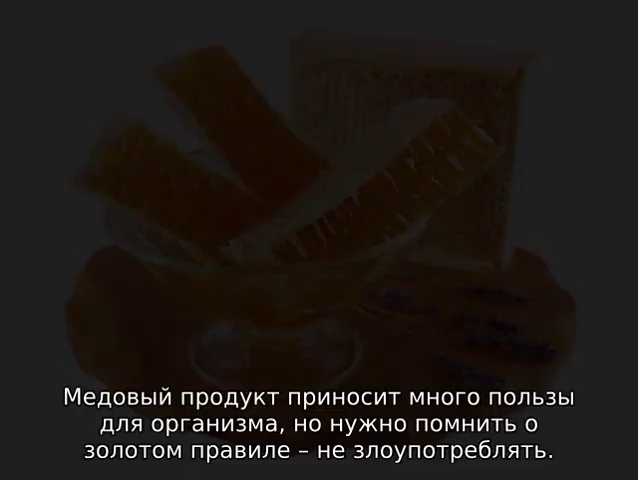 Медовый продукт приносит много пользы
для организма, но нужно помнить о
золотом правиле – не злоупотреблять.